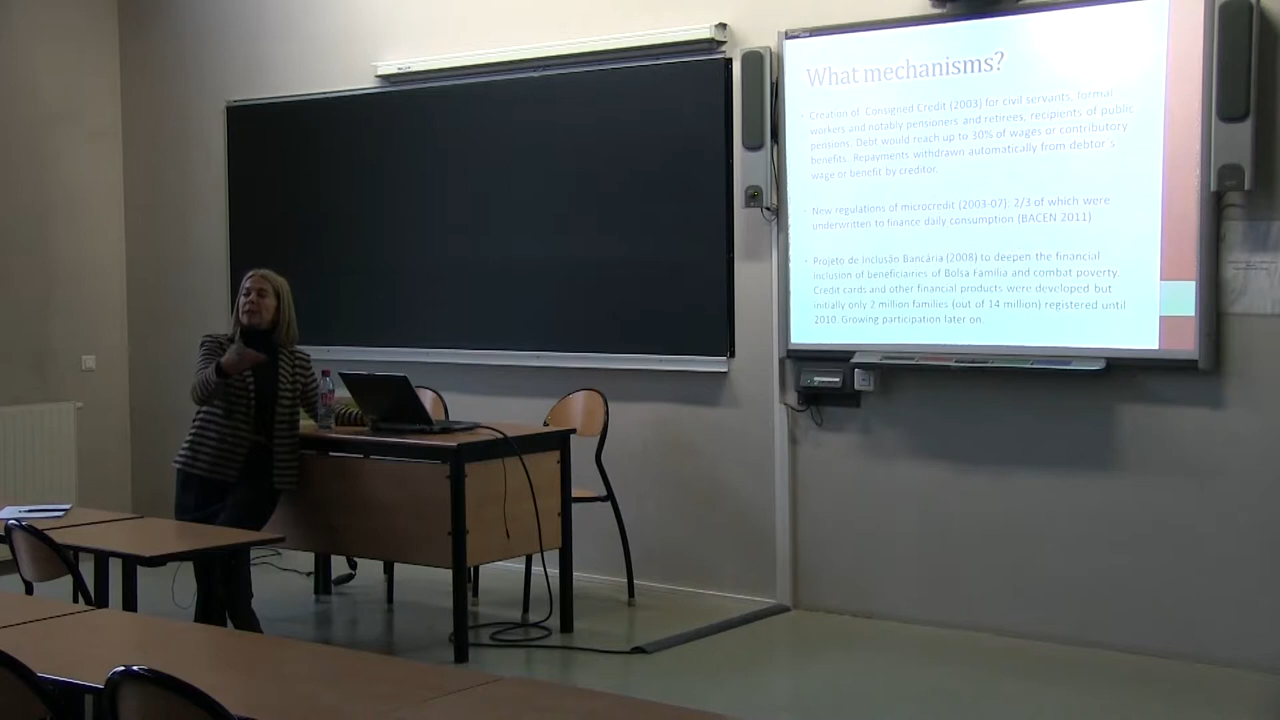 What mechanisms?
Creation of Consigned Credit (2003) for civil servants, formal
workers and notably pensioners and retirees, recipients of public
pensions. Debt would reach up to 30% of wages or contributory
benefits. Repayments withdrawn automatically from debtor s
wage or benefit by creditor.
New regulations of microcredit (2003-07): 2/3 of which were
underwritten to finance daily consumption (BACEN 2011)
Projeto de Inclusão Bancária (2008) to deepen the financial
inclusion of beneficiairies of Bolsa Família and combat poverty.
Credit cards and other financial products were developed but
initially only 2 million families (out of 14 million) registered until
2010. Growing participation later on.